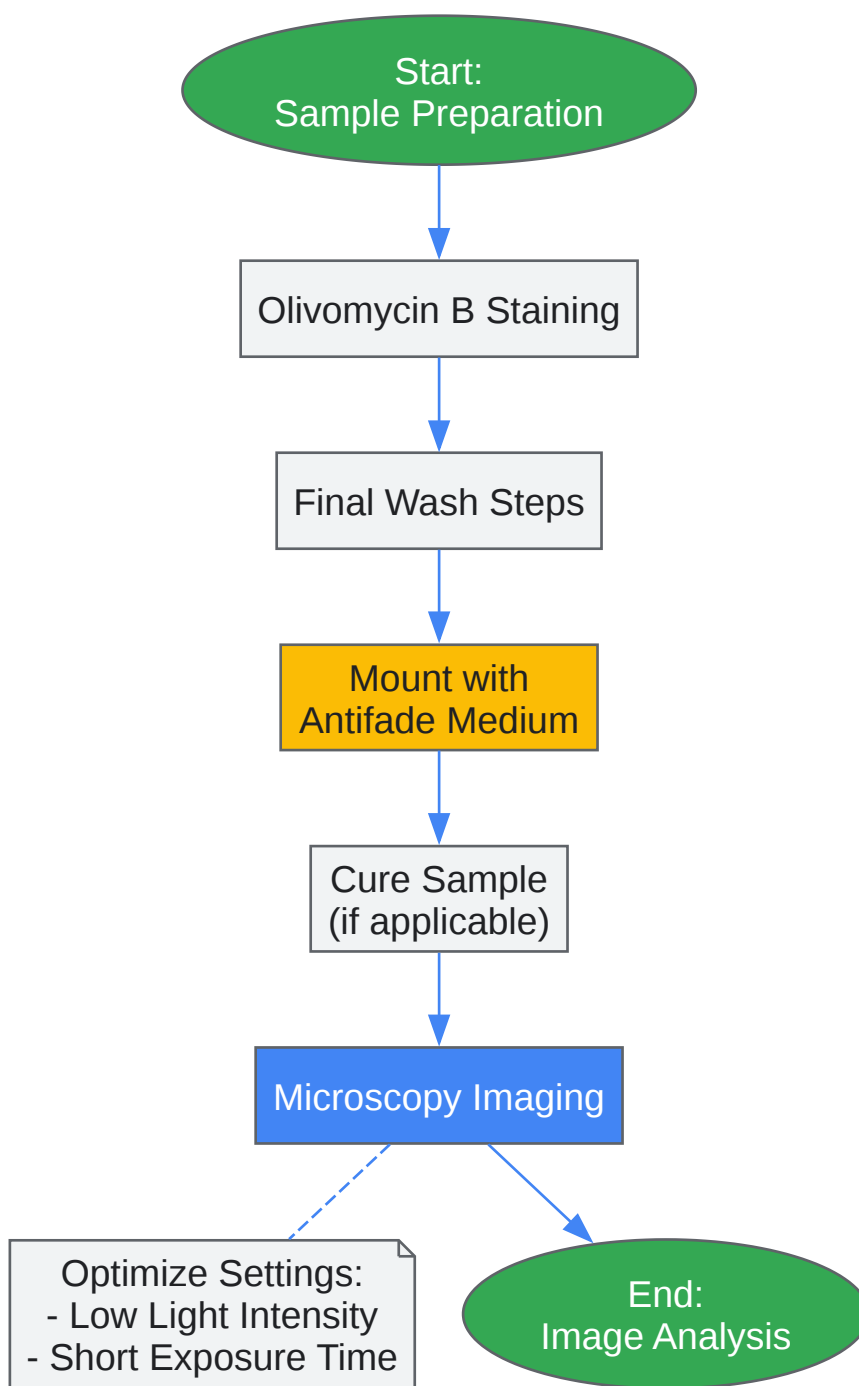 Start:
Sample Preparation
Olivomycin B Staining
Final Wash Steps
Mount with
Antifade Medium
Cure Sample
(if applicable)
Microscopy Imaging
Optimize Settings:
- Low Light Intensity
- Short Exposure Time
End:
Image Analysis